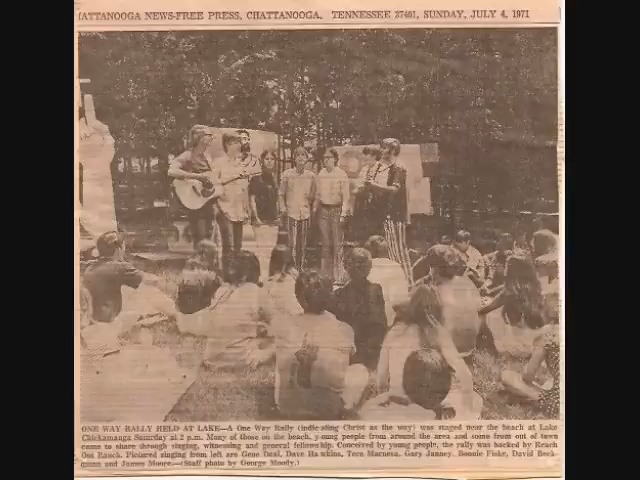 ATTANOOGA NEWS-FREE PRESS, CHATTANOOGA, TENNESSEE 37401, SUNDAY, JULY 4, 1971
ONE WAY RALLY HELD AT LAKE—A One Way Rally (indicating Christ as the way) was staged near the beach at Lake
Chickamauga Saturday at 2 p.m. Many of those on the beach, young people from around the area and some from out of town
came to share through singing, witnessing and general fellowship. Conceived by young people, the rally was backed by Reach
Out Ranch. Pictured singing from left are Gene Deal, Dave Hawkins, Tece Macnesa, Gary Janney, Bonnie Fiske, David Beck-
mann and James Moore.—(Staff photo by George Moody.)